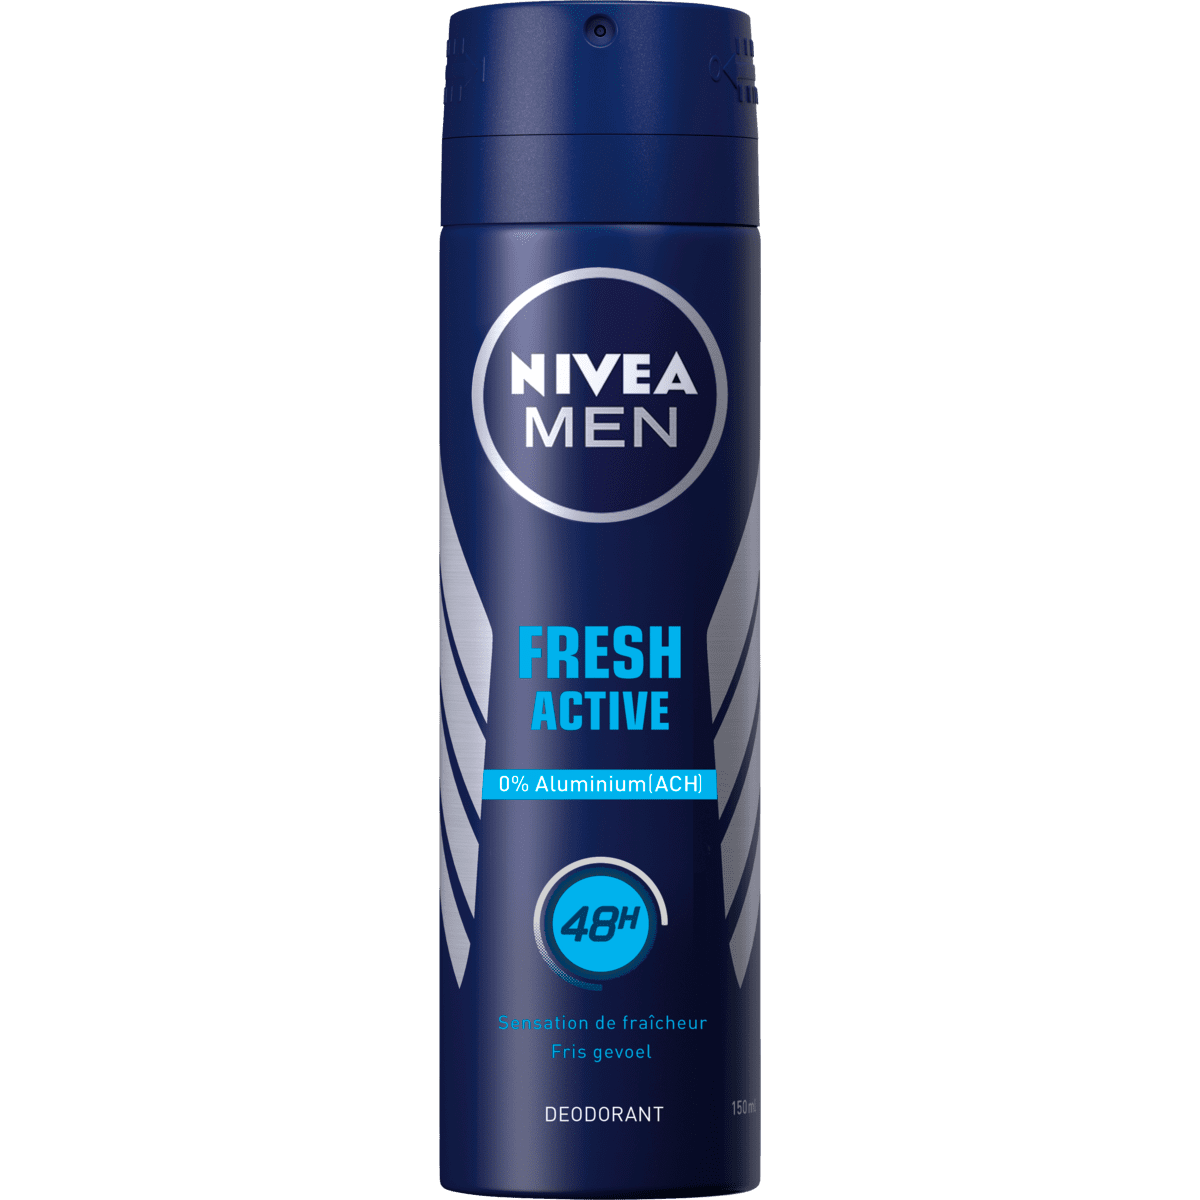 NIVEA
MEN
FRESH
ACTIVE
0% Aluminium(ACH)
48H
Sensation de fraîcheur
Fris gevoel
DEODORANT
150 ml